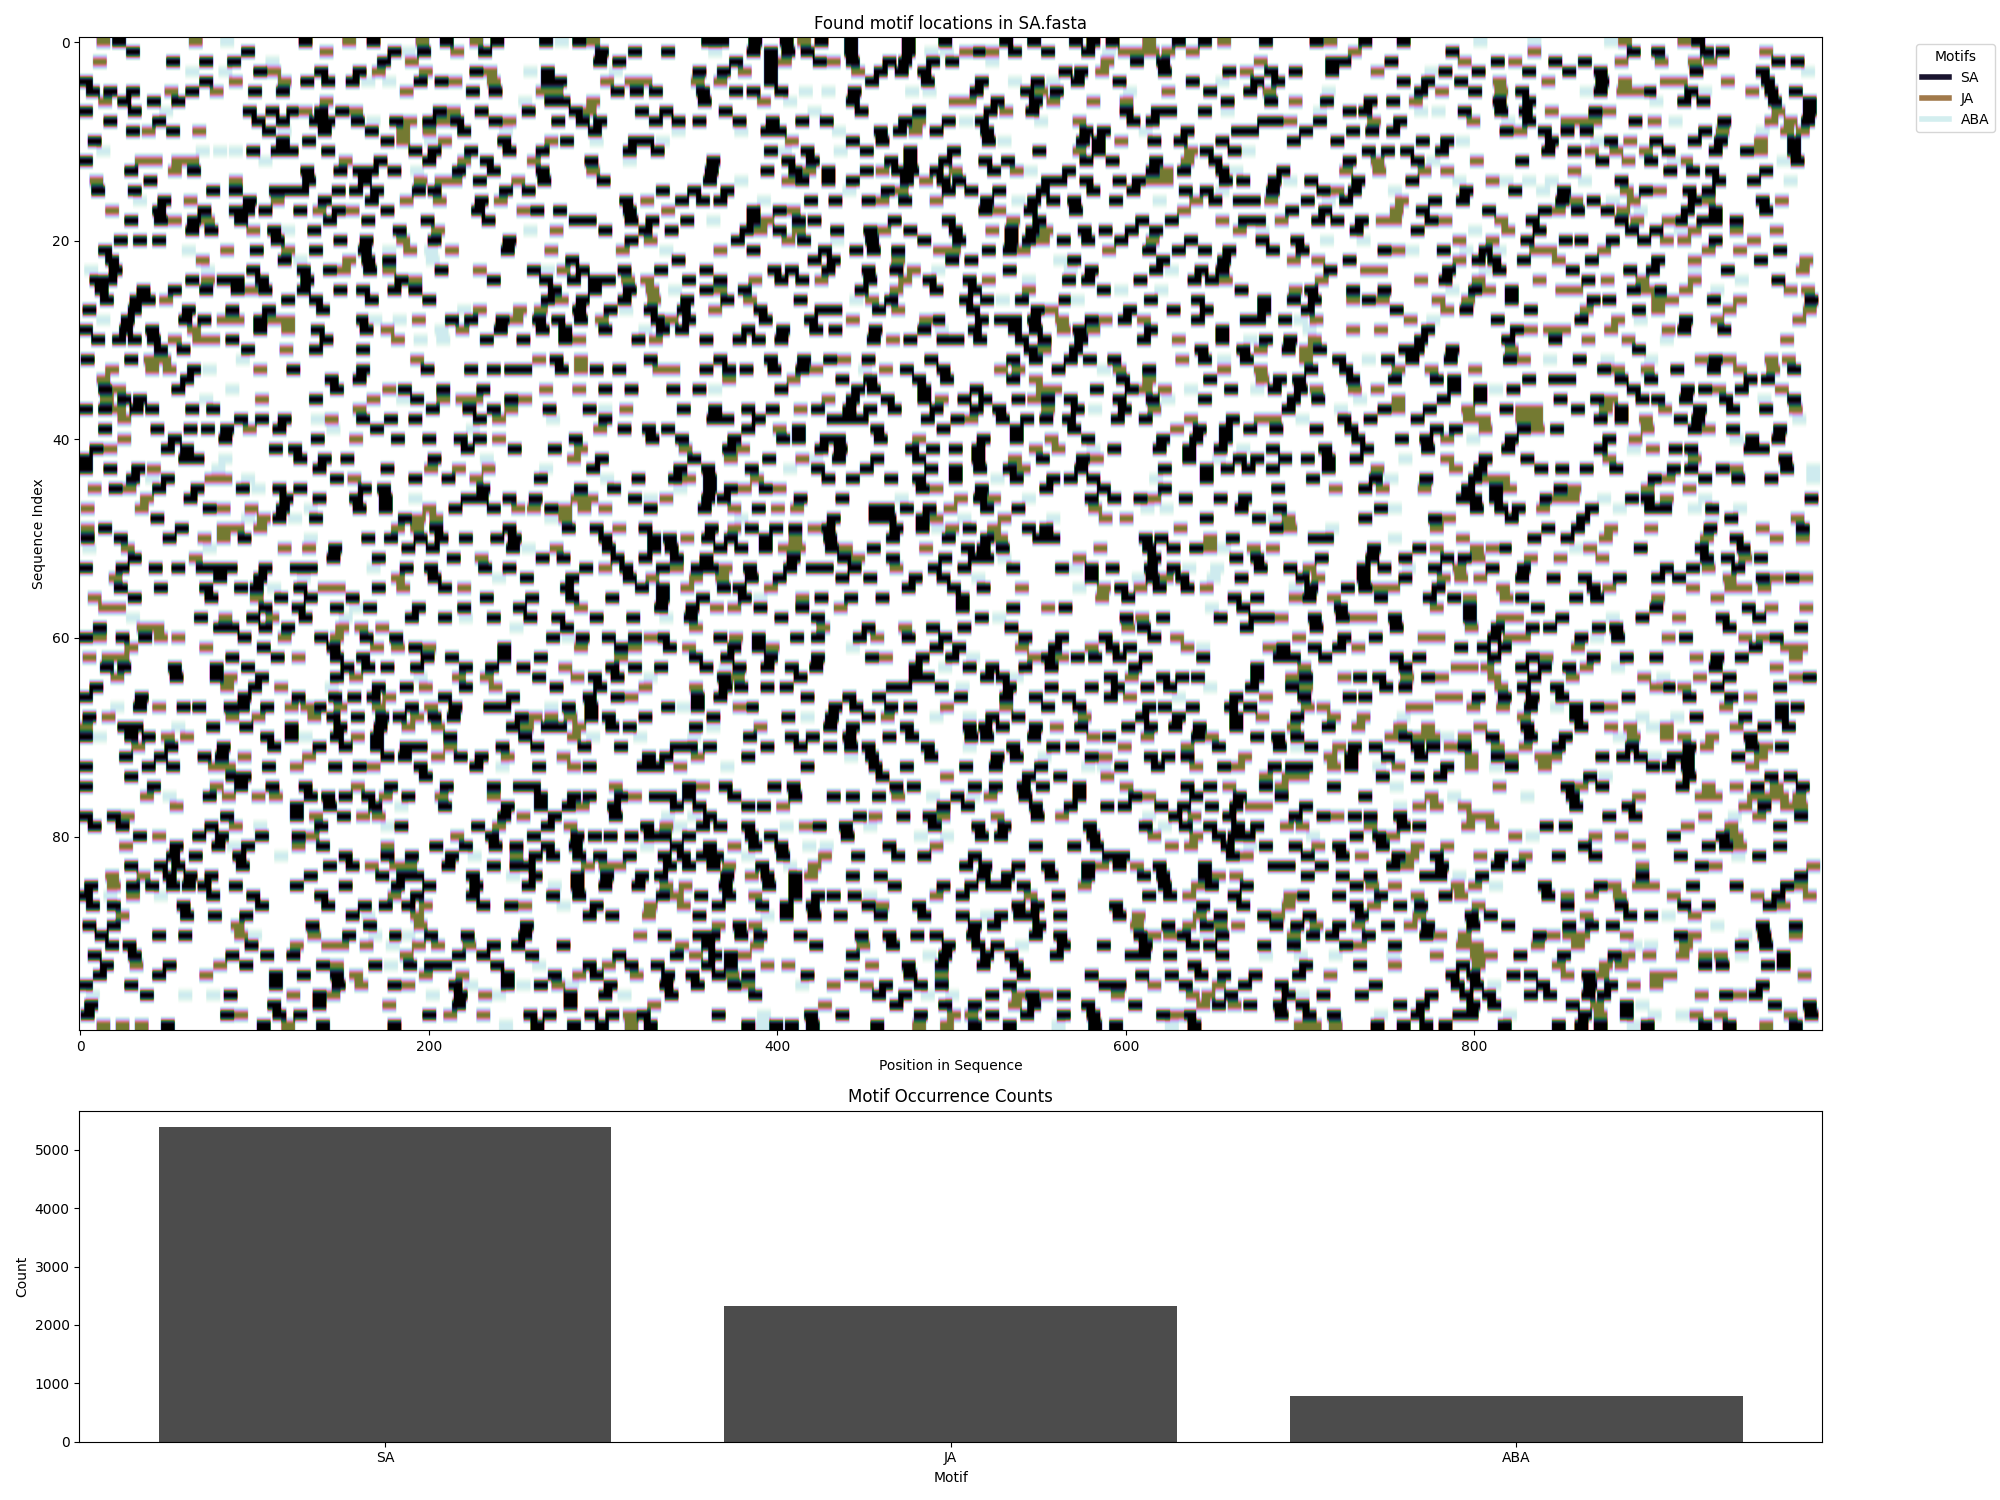 Found motif locations in SA.fasta
0
20
40
60
80
Sequence Index
0 200 400 600 800
Position in Sequence
Motifs
SA
JA
ABA
Motif Occurrence Counts
5000
4000
3000
2000
1000
0
Count
SA JA ABA
Motif